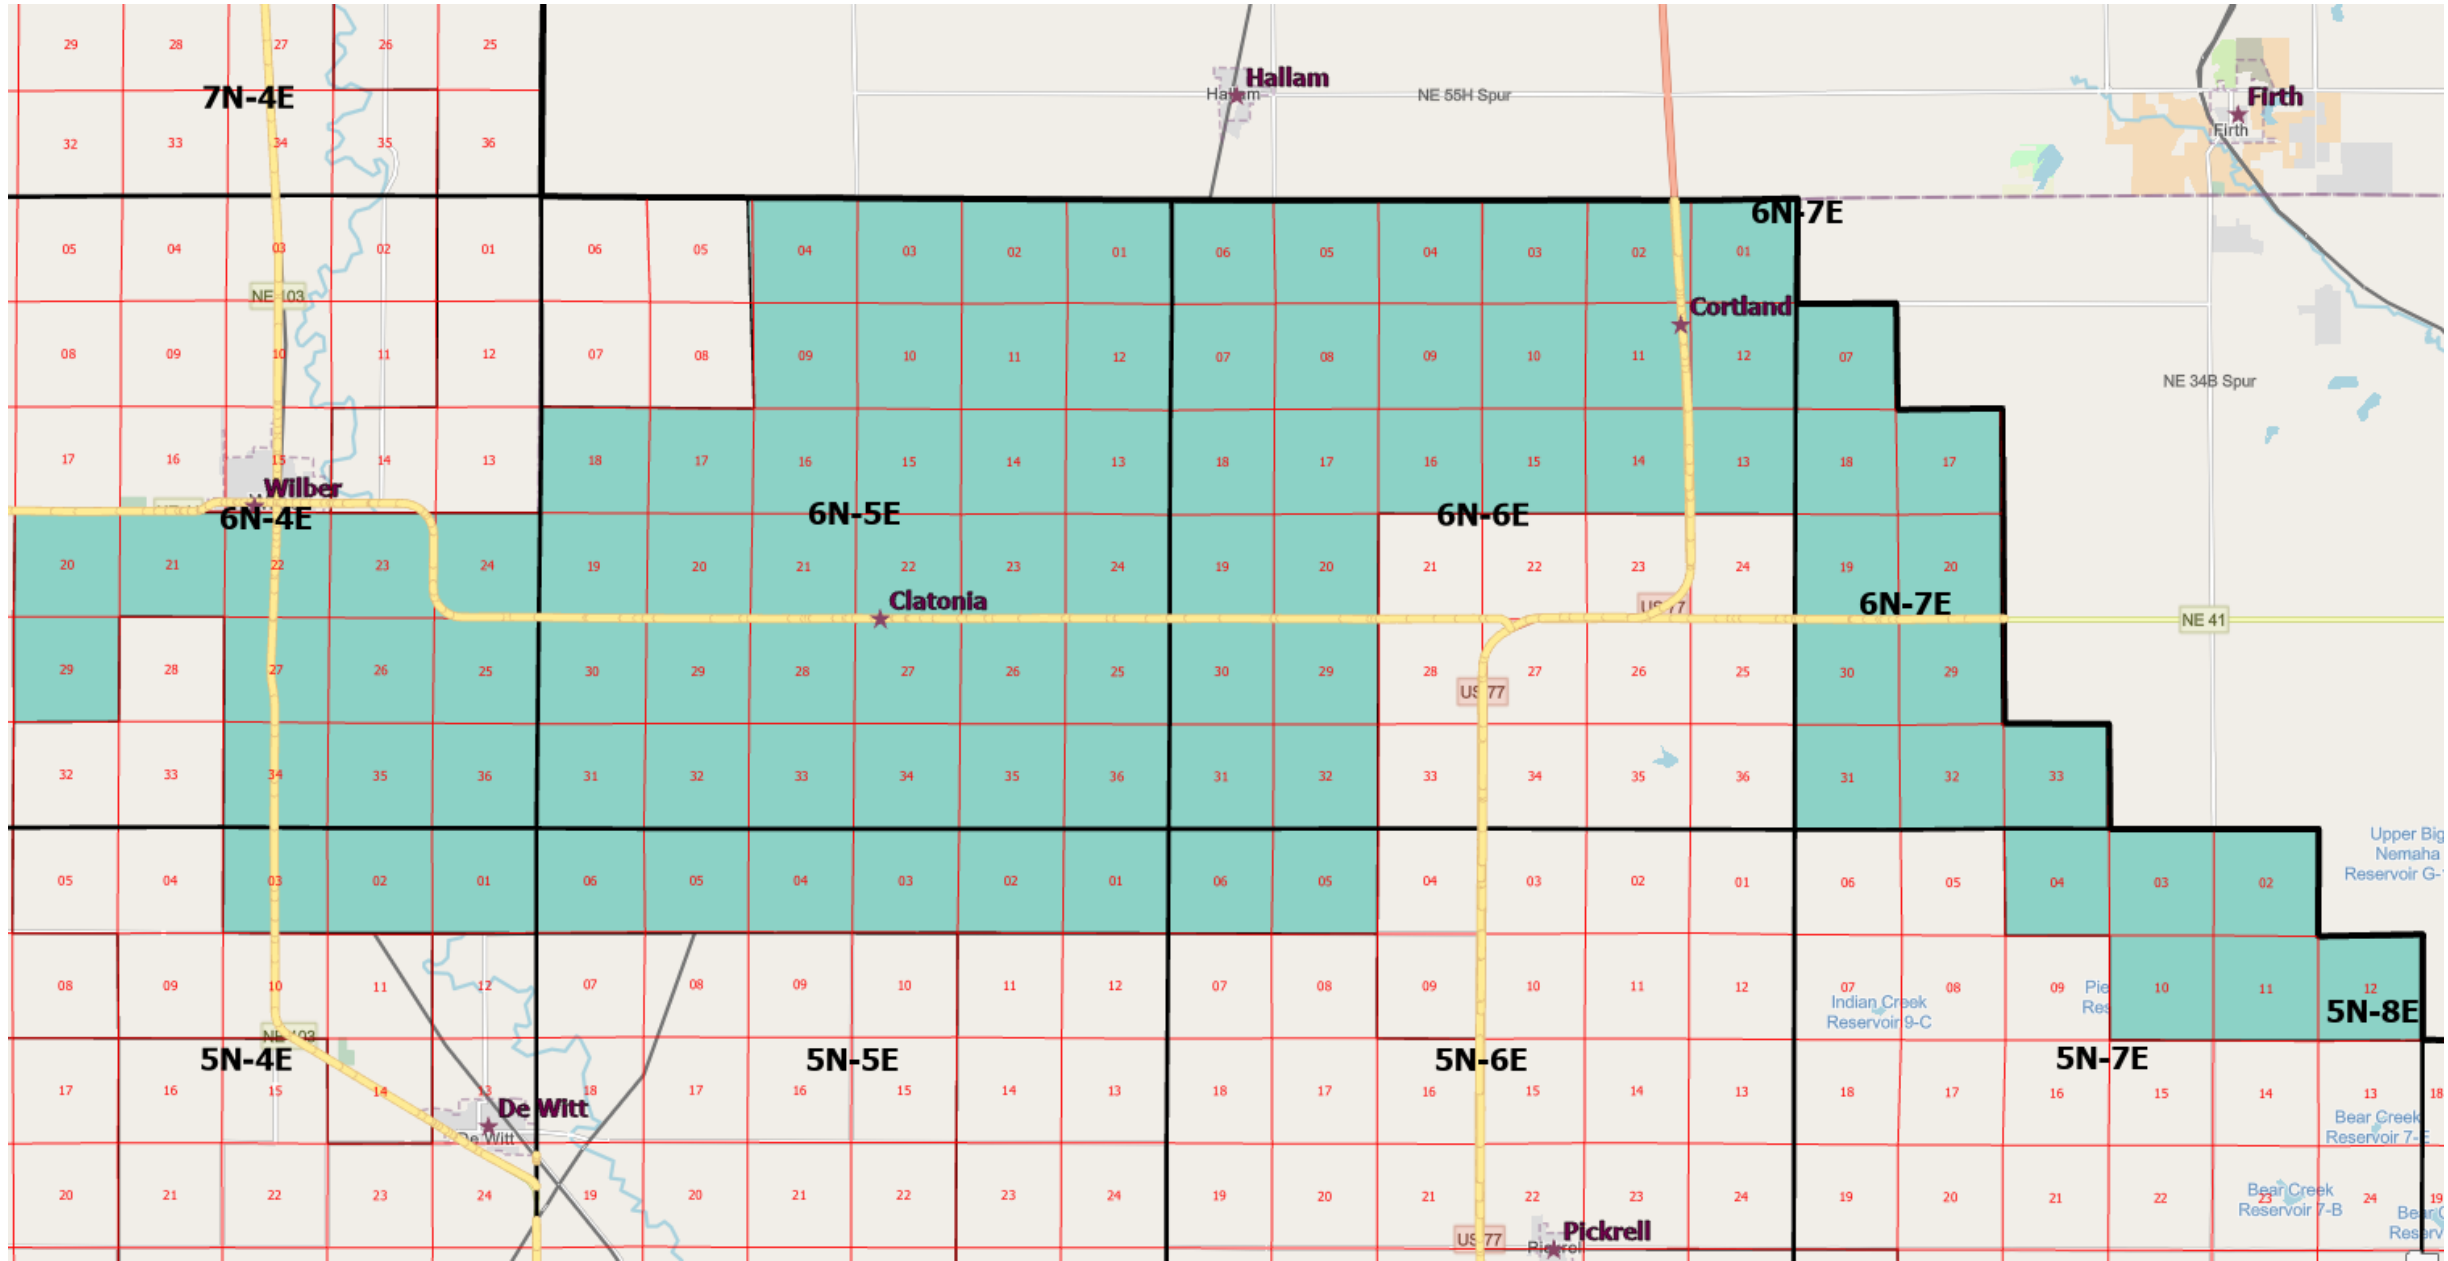 29 28 27 26 25
Hallam
Hallam
NE 55H Spur
Firth
Firth
7N-4E
32 33 34 35 36
6N-7E
05 04 03 02 01 06 05 04 03 02 01 06 05 04 03 02 01
NE 103
Cortland
08 09 10 11 12 07 08 09 10 11 12 07 08 09 10 11 12 07
NE 34B Spur
17 16 15 14 13 18 17 16 15 14 13 18 17 16 15 14 13 18 17
Wilber
6N-4E 6N-5E 6N-6E
20 21 22 23 24 19 20 21 22 23 24 19 20 21 22 23 24 19 20
Clatonia
US 77
6N-7E
NE 41
29 28 27 26 25 30 29 28 27 26 25 30 29 28 27 26 25 30 29
US 77
32 33 34 35 36 31 32 33 34 35 36 31 32 33 34 35 36 31 32 33
Upper Big
Nemaha
Reservoir G-
05 04 03 02 01 06 05 04 03 02 01 06 05 04 03 02 01 06 05 04 03 02
08 09 10 11 12 07 08 09 10 11 12 07 08 09 10 11 12 07 08 09 10 11 12
Indian Creek
Reservoir 9-C
Pie
Res
5N-8E
NE 103
5N-4E 5N-5E 5N-6E 5N-7E
17 16 15 14 13 18 17 16 15 14 13 18 17 16 15 14 13 18 17 16 15 14 13 18
De Witt
De Witt
Bear Creek
Reservoir 7-E
20 21 22 23 24 19 20 21 22 23 24 19 20 21 22 23 24 19 20 21 22 23 24 19
Bear Creek
Reservoir 7-B
Bear C
Reserv
US 77
Pickrell
Pickrel